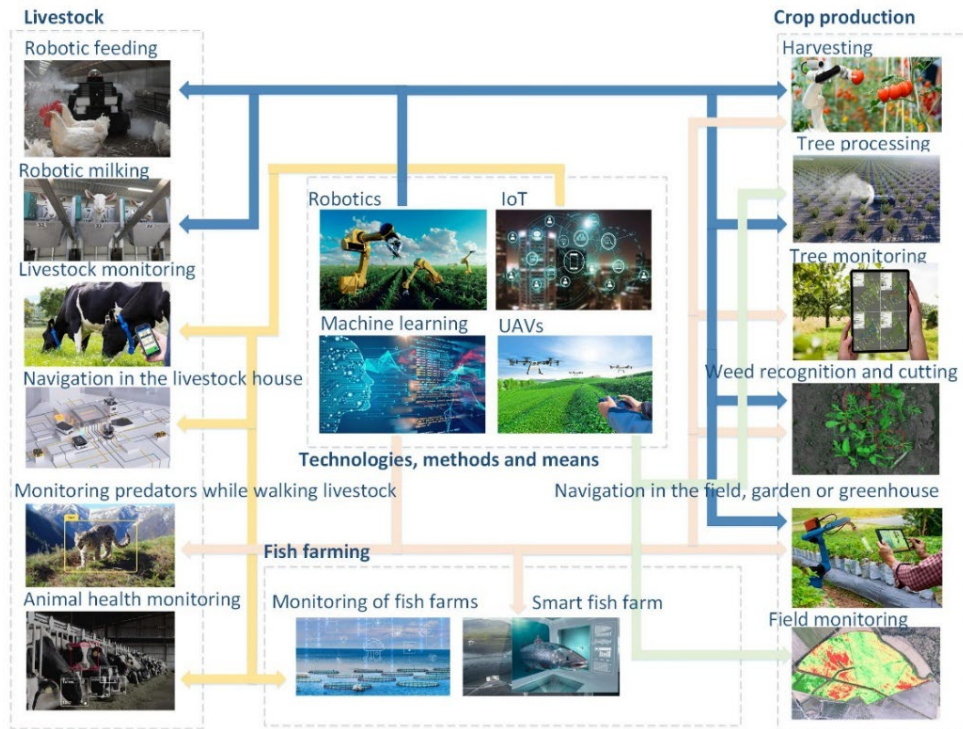 Livestock
Robotic feeding
Robotic milking
Livestock monitoring
Navigation in the livestock house
Monitoring predators while walking livestock
Animal health monitoring
Robotics
IoT
Machine learning
UAVs
Technologies, methods and means
Fish farming
Monitoring of fish farms
Smart fish farm
Crop production
Harvesting
Tree processing
Tree monitoring
Weed recognition and cutting
Navigation in the field, garden or greenhouse
Field monitoring